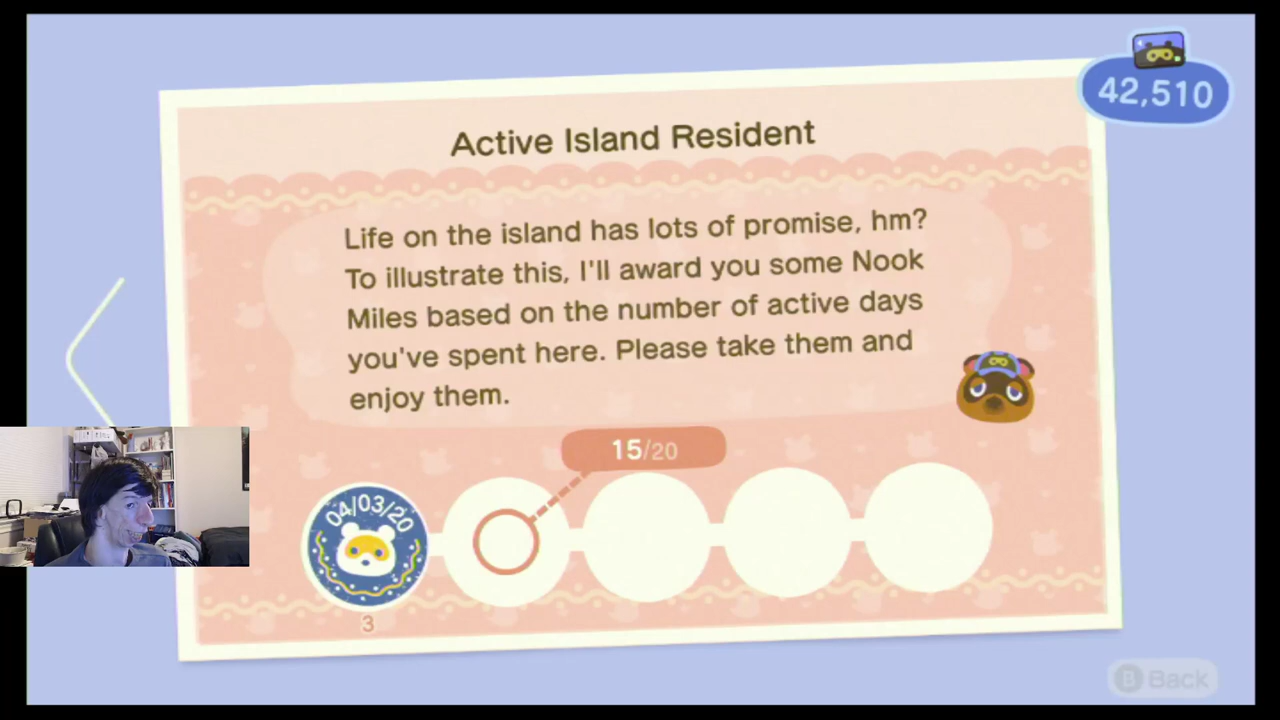 42,510
Active Island Resident
Life on the island has lots of promise, hm?
To illustrate this, I'll award you some Nook
Miles based on the number of active days
you've spent here. Please take them and
enjoy them.
15/20
04/03/20
3
B Back